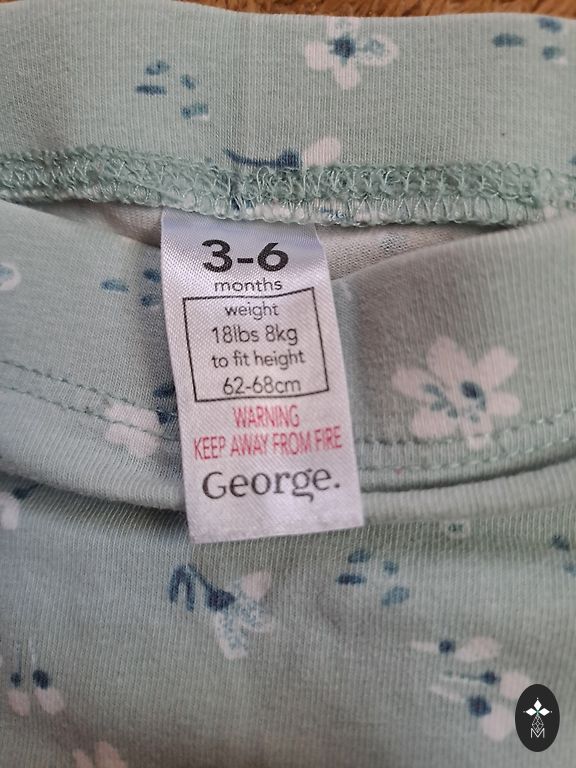 3-6
months
weight
18lbs 8kg
to fit height
62-68cm
WARNING
KEEP AWAY FROM FIRE
George.